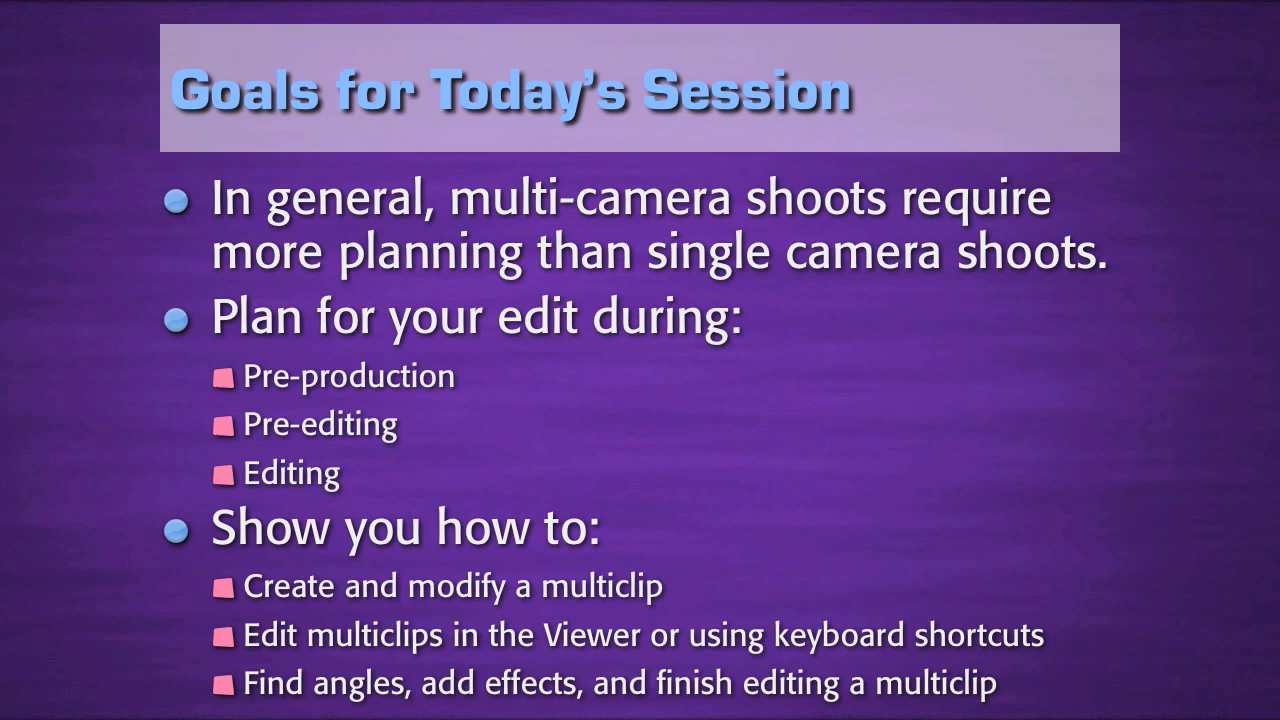 Goals for Today’s Session
In general, multi-camera shoots require
more planning than single camera shoots.
Plan for your edit during:
Pre-production
Pre-editing
Editing
Show you how to:
Create and modify a multiclip
Edit multiclips in the Viewer or using keyboard shortcuts
Find angles, add effects, and finish editing a multiclip